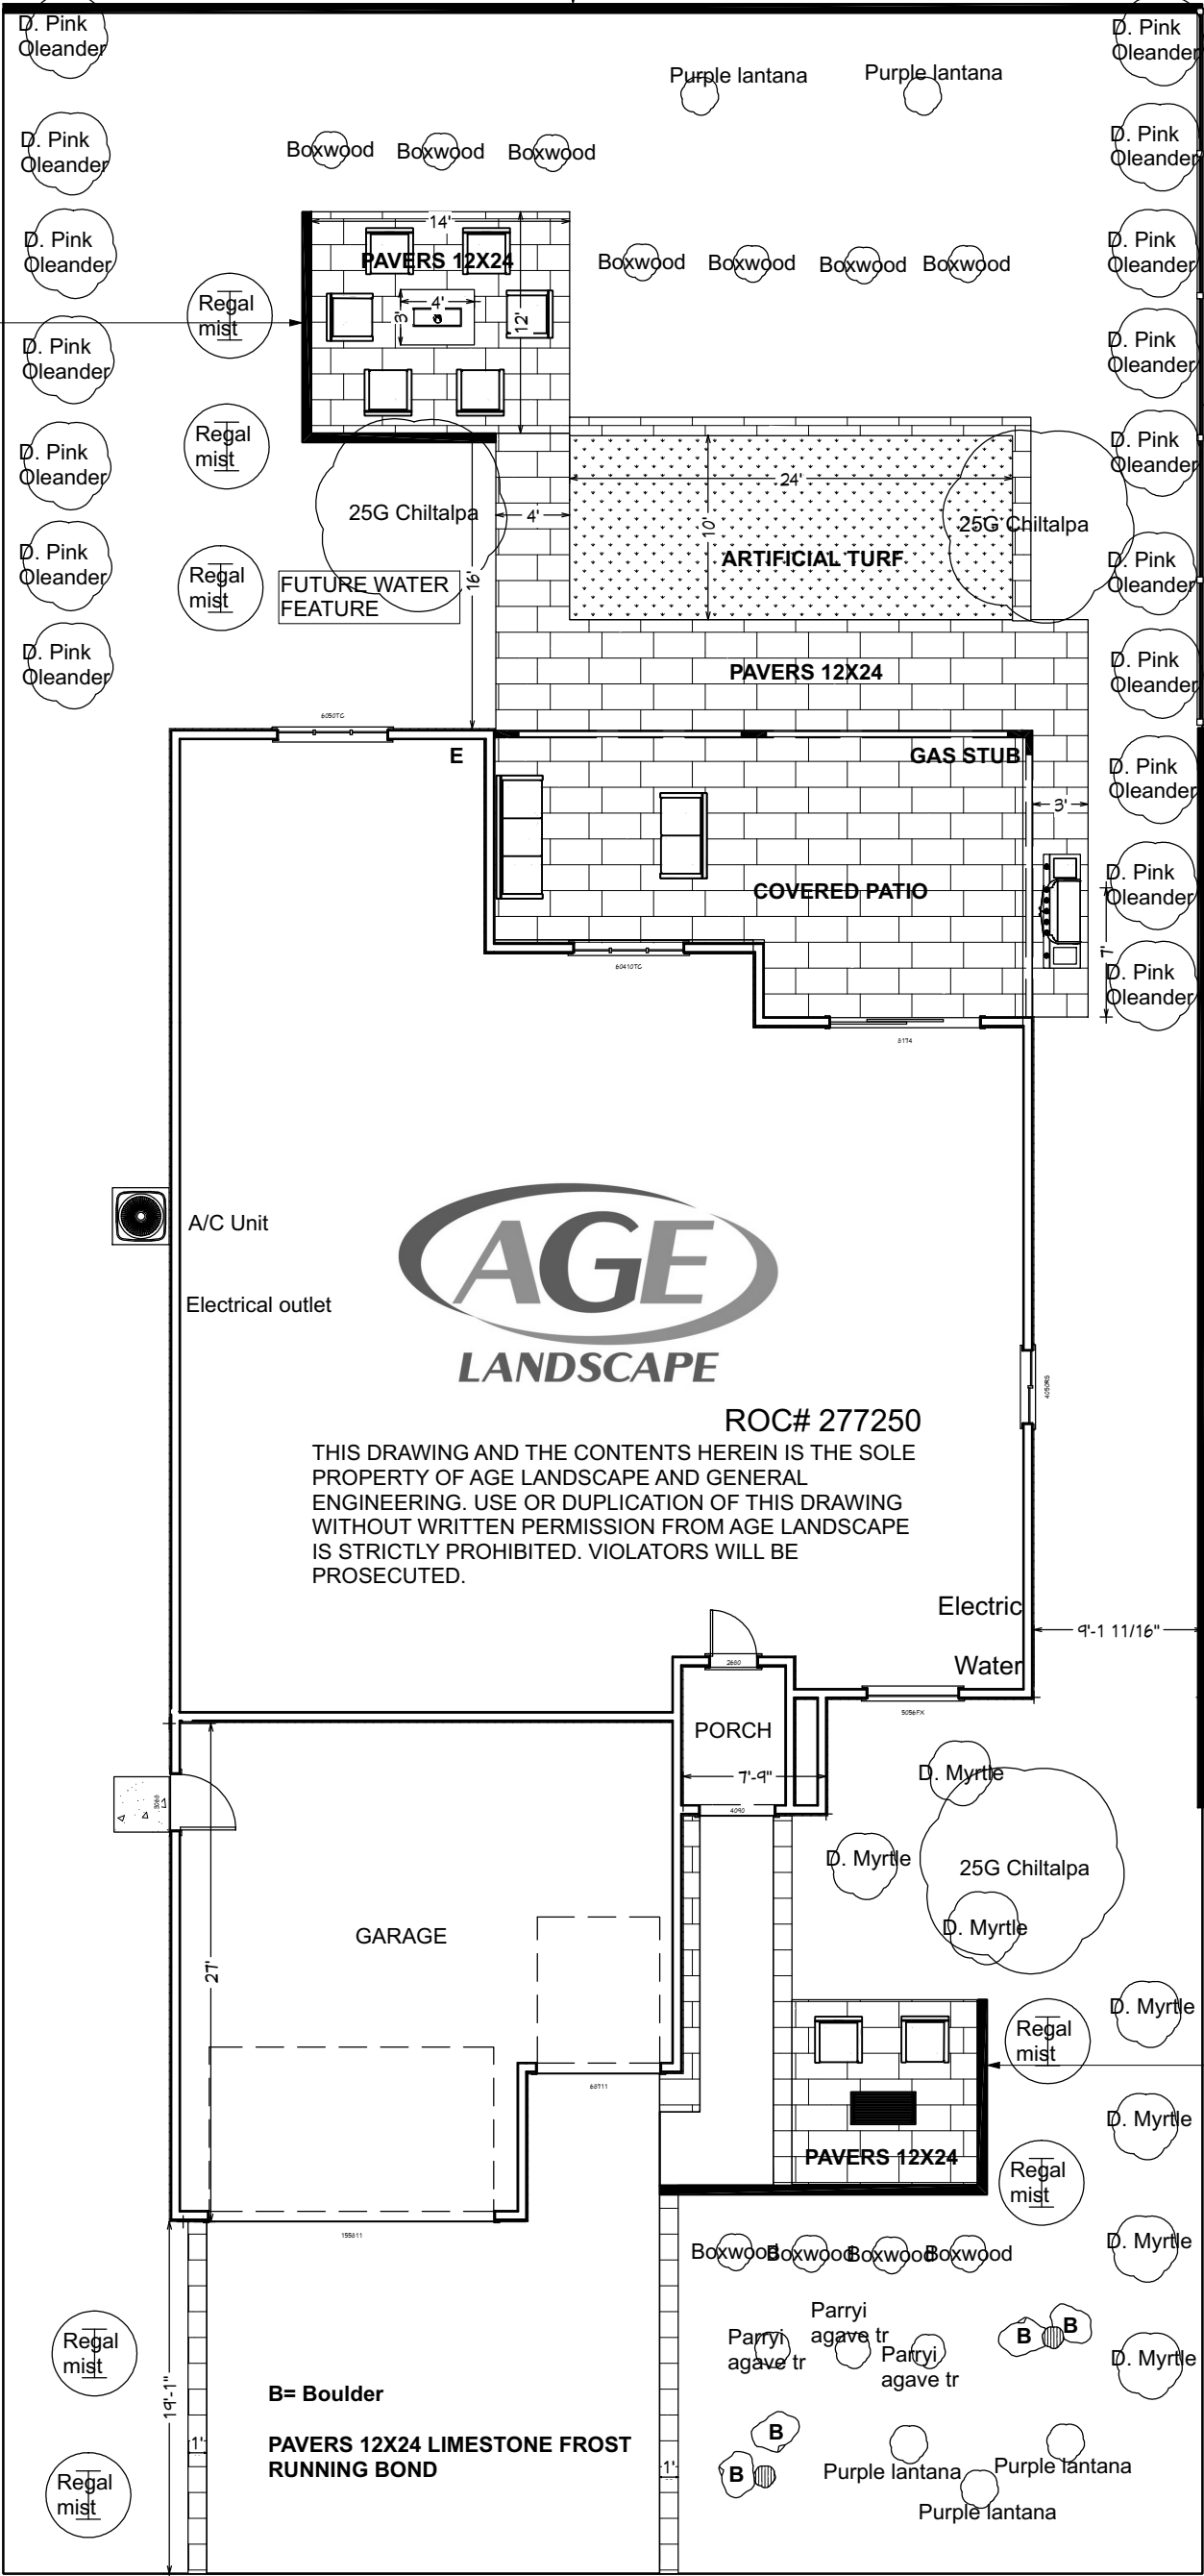 D. Pink
Oleander
D. Pink
Oleander
Purple lantana
Purple lantana
D. Pink
Oleander
D. Pink
Oleander
Boxwood
Boxwood
Boxwood
14'
PAVERS 12X24
D. Pink
Oleander
D. Pink
Oleander
Boxwood
Boxwood
Boxwood
Boxwood
Regal
mist
4'
3'
12'
D. Pink
Oleander
D. Pink
Oleander
Regal
mist
D. Pink
Oleander
D. Pink
Oleander
24'
25G Chiltalpa
4'
10'
25G Chiltalpa
ARTIFICIAL TURF
D. Pink
Oleander
D. Pink
Oleander
Regal
mist
FUTURE WATER
FEATURE
16'
D. Pink
Oleander
D. Pink
Oleander
PAVERS 12X24
6050TC
E
GAS STUB
D. Pink
Oleander
3'
COVERED PATIO
D. Pink
Oleander
7'
60410TC
D. Pink
Oleander
8174
A/C Unit
Electrical outlet
AGE
LANDSCAPE
4050RS
ROC# 277250
THIS DRAWING AND THE CONTENTS HEREIN IS THE SOLE
PROPERTY OF AGE LANDSCAPE AND GENERAL
ENGINEERING. USE OR DUPLICATION OF THIS DRAWING
WITHOUT WRITTEN PERMISSION FROM AGE LANDSCAPE
IS STRICTLY PROHIBITED. VIOLATORS WILL BE
PROSECUTED.
Electric
9'-1 11/16"
Water
2680
5056FX
PORCH
7'-9"
D. Myrtle
3068
4090
D. Myrtle
25G Chiltalpa
D. Myrtle
GARAGE
27'
D. Myrtle
Regal
mist
D. Myrtle
PAVERS 12X24
Regal
mist
Boxwood
Boxwood
Boxwood
Boxwood
D. Myrtle
Parryi
agave tr
Parryi
agave tr
Parryi
agave tr
B
B
D. Myrtle
Regal
mist
19'-1"
B= Boulder
PAVERS 12X24 LIMESTONE FROST
RUNNING BOND
1'
1'
B
B
Purple lantana
Purple lantana
Purple lantana
Regal
mist